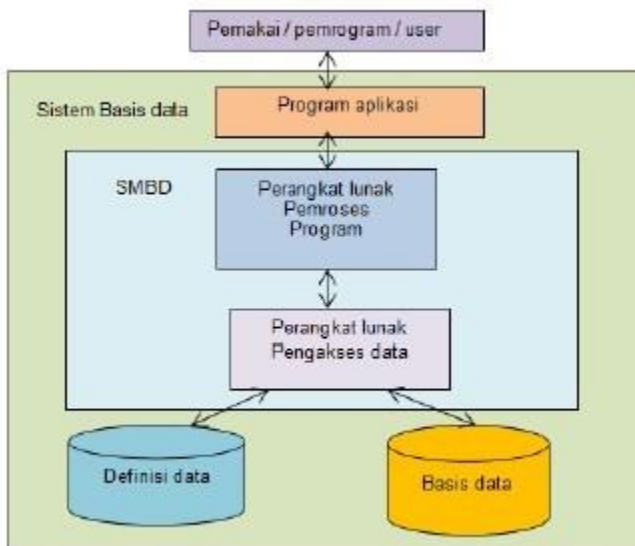 Pemakai / pemrogram / user
Sistem Basis data
Program aplikasi
SMBD
Perangkat lunak
Pemroses
Program
Perangkat lunak
Pengakses data
Definisi data
Basis data